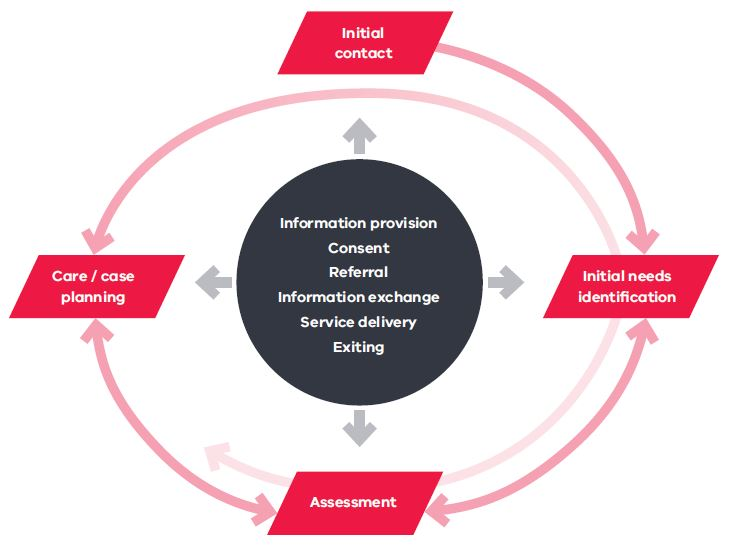 Initial
contact
Information provision
Consent
Referral
Information exchange
Service delivery
Exiting
Care / case
planning
Initial needs
identification
Assessment